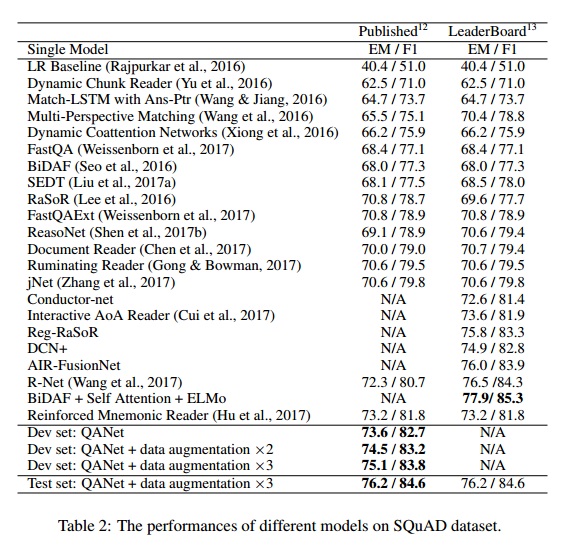 Published12 LeaderBoard13
Single Model EM / F1 EM / F1
LR Baseline (Rajpurkar et al., 2016) 40.4 / 51.0 40.4 / 51.0
Dynamic Chunk Reader (Yu et al., 2016) 62.5 / 71.0 62.5 / 71.0
Match-LSTM with Ans-Ptr (Wang & Jiang, 2016) 64.7 / 73.7 64.7 / 73.7
Multi-Perspective Matching (Wang et al., 2016) 65.5 / 75.1 70.4 / 78.8
Dynamic Coattention Networks (Xiong et al., 2016) 66.2 / 75.9 66.2 / 75.9
FastQA (Weissenborn et al., 2017) 68.4 / 77.1 68.4 / 77.1
BiDAF (Seo et al., 2016) 68.0 / 77.3 68.0 / 77.3
SEDT (Liu et al., 2017a) 68.1 / 77.5 68.5 / 78.0
RaSoR (Lee et al., 2016) 70.8 / 78.7 69.6 / 77.7
FastQAExt (Weissenborn et al., 2017) 70.8 / 78.9 70.8 / 78.9
ReasoNet (Shen et al., 2017b) 69.1 / 78.9 70.6 / 79.4
Document Reader (Chen et al., 2017) 70.0 / 79.0 70.7 / 79.4
Ruminating Reader (Gong & Bowman, 2017) 70.6 / 79.5 70.6 / 79.5
jNet (Zhang et al., 2017) 70.6 / 79.8 70.6 / 79.8
Conductor-net N/A 72.6 / 81.4
Interactive AoA Reader (Cui et al., 2017) N/A 73.6 / 81.9
Reg-RaSoR N/A 75.8 / 83.3
DCN+ N/A 74.9 / 82.8
AIR-FusionNet N/A 76.0 / 83.9
R-Net (Wang et al., 2017) 72.3 / 80.7 76.5 /84.3
BiDAF + Self Attention + ELMo N/A 77.9/ 85.3
Reinforced Mnemonic Reader (Hu et al., 2017) 73.2 / 81.8 73.2 / 81.8
Dev set: QANet 73.6 / 82.7 N/A
Dev set: QANet + data augmentation ×2 74.5 / 83.2 N/A
Dev set: QANet + data augmentation ×3 75.1 / 83.8 N/A
Test set: QANet + data augmentation ×3 76.2 / 84.6 76.2 / 84.6
Table 2: The performances of different models on SQuAD dataset.